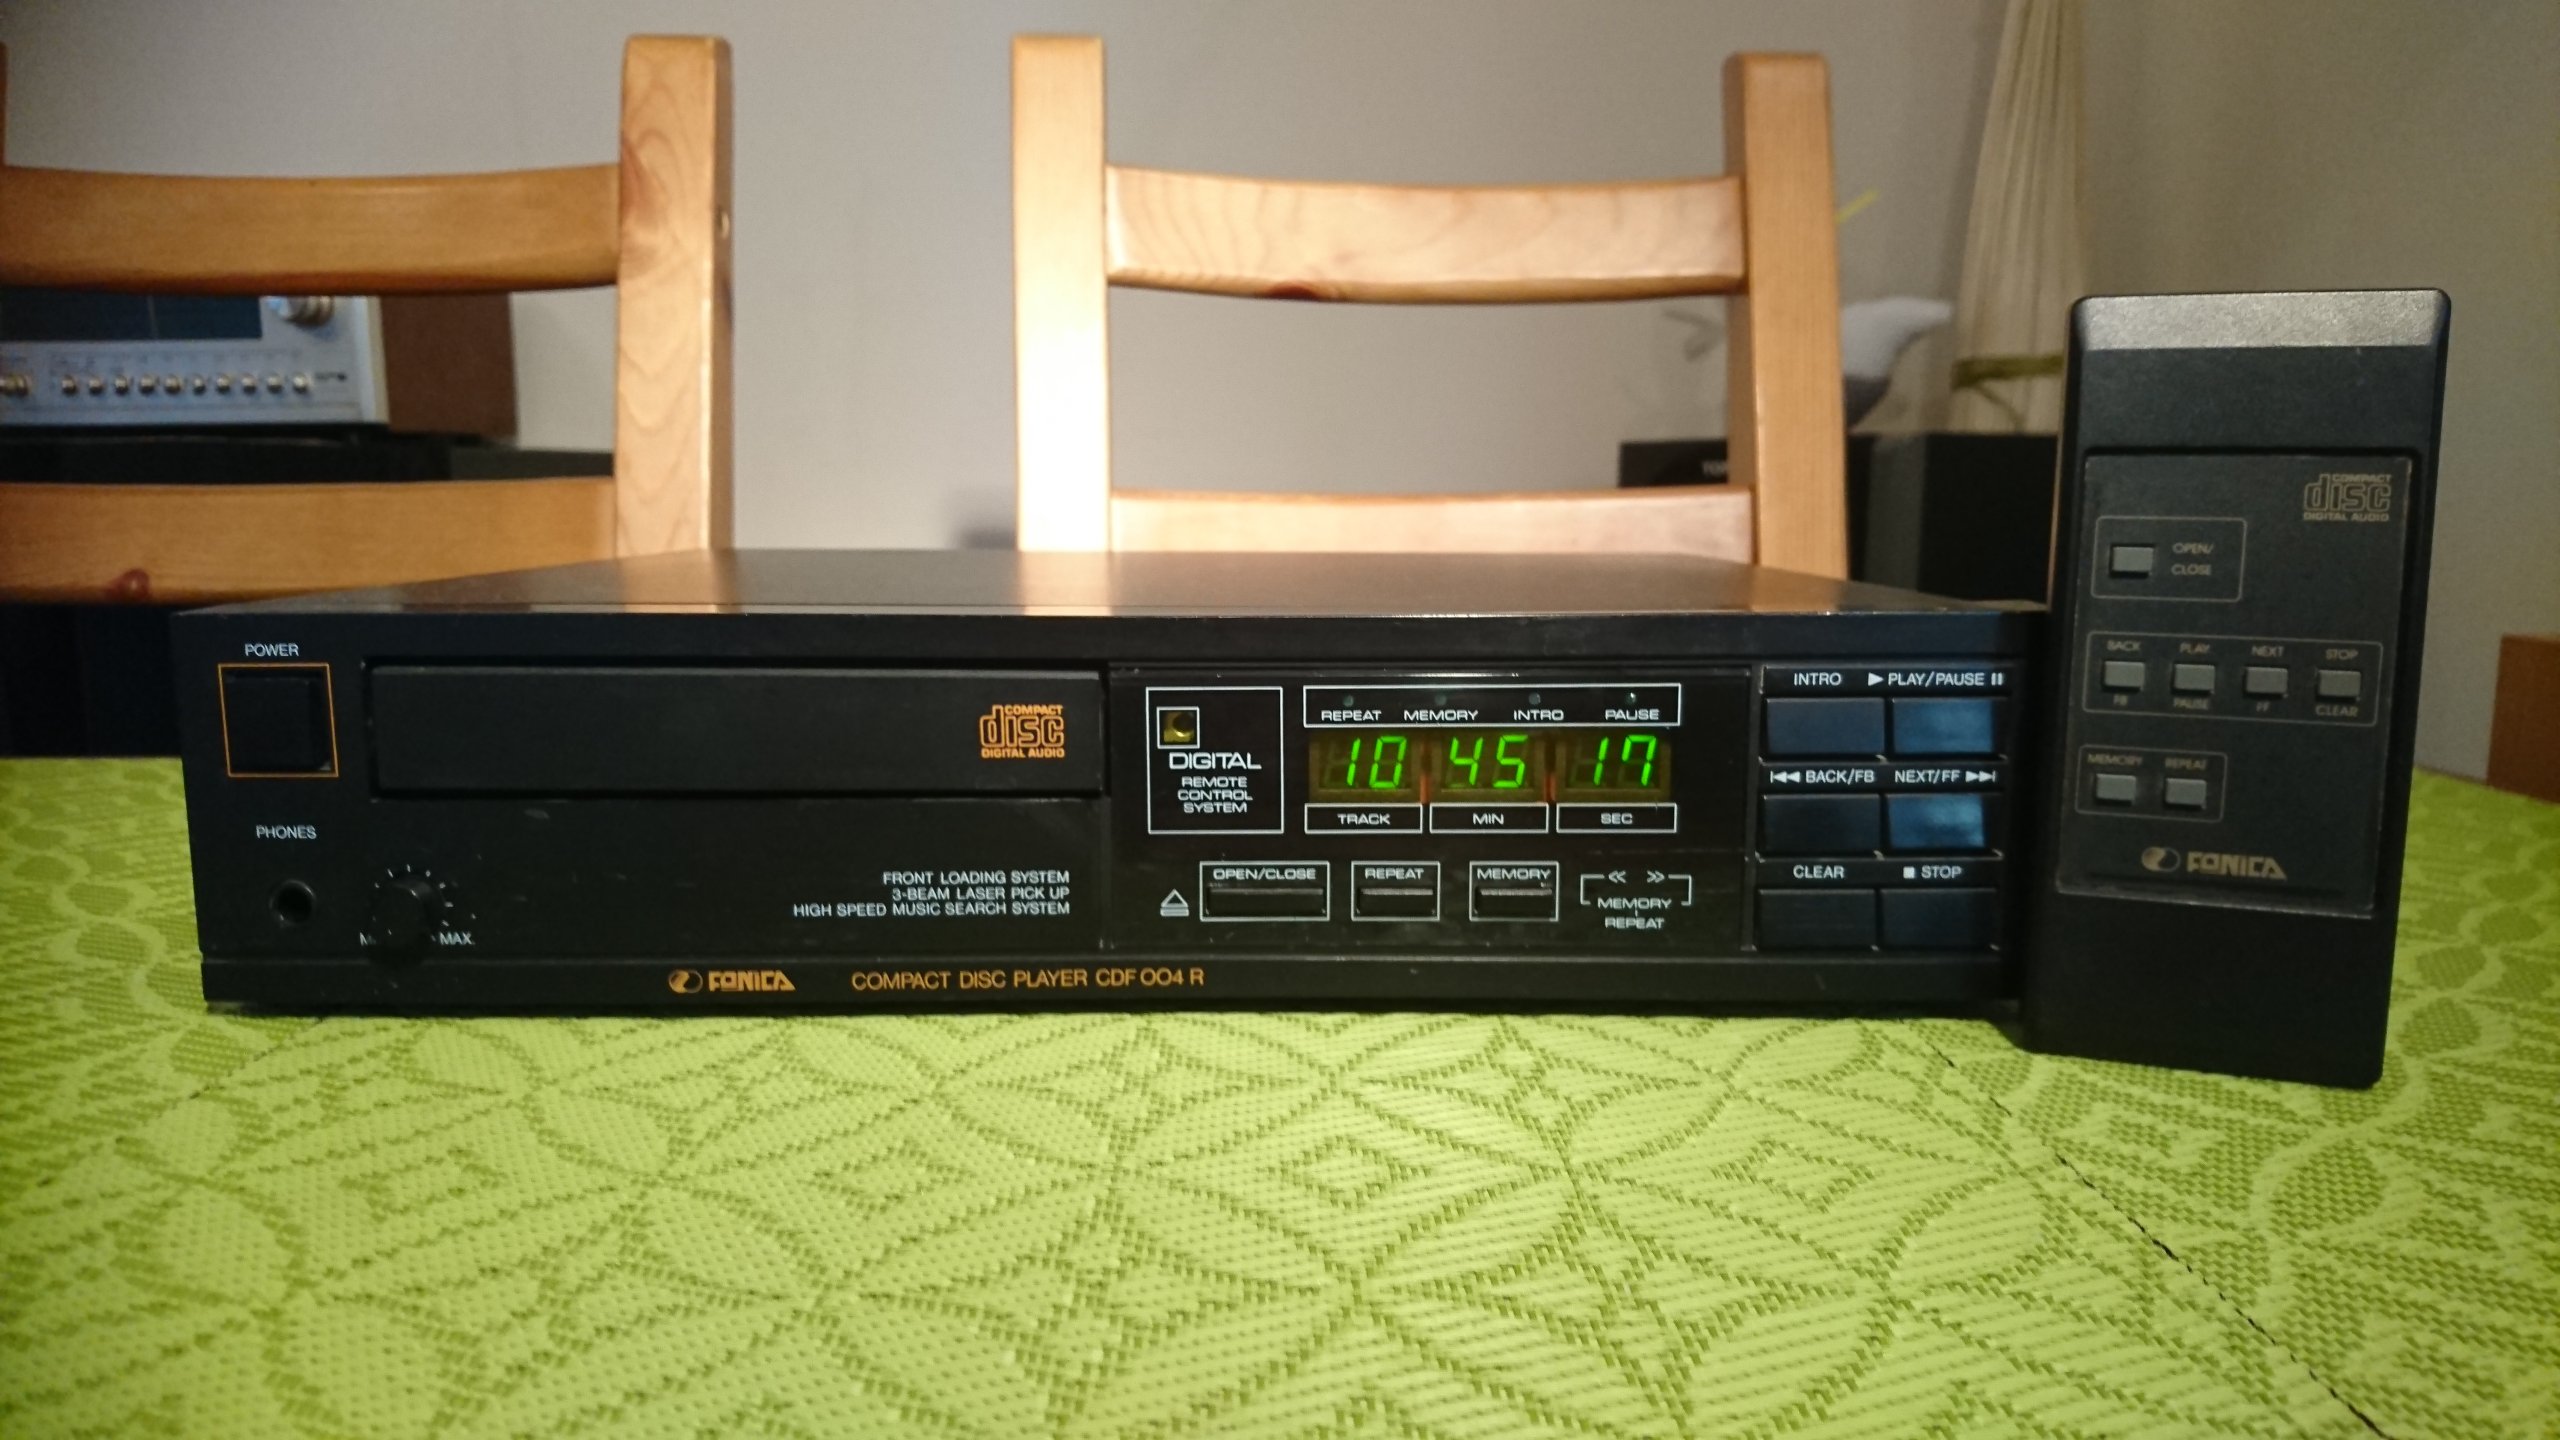 POWER
COMPACT
disc
DIGITAL AUDIO
PHONES
MAX.
FRONT LOADING SYSTEM
3-BEAM LASER PICK UP
HIGH SPEED MUSIC SEARCH SYSTEM
FONICA COMPACT DISC PLAYER CDF 004 R
DIGITAL
REMOTE
CONTROL
SYSTEM
REPEAT MEMORY INTRO PAUSE
10 45 17
TRACK MIN SEC
OPEN/CLOSE REPEAT MEMORY
MEMORY
REPEAT
INTRO PLAY/PAUSE
BACK/FB NEXT/FF
CLEAR STOP
COMPACT
disc
DIGITAL AUDIO
OPEN/
CLOSE
BACK PLAY NEXT STOP
FB PAUSE FF CLEAR
MEMORY REPEAT
FONICA